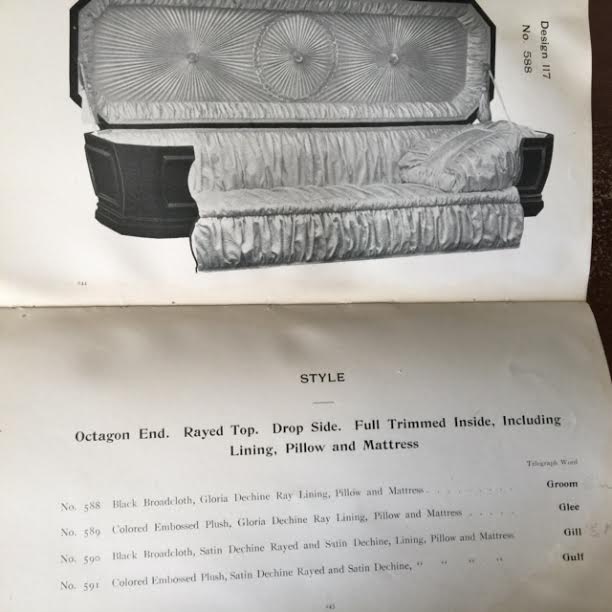 Design 117
No. 588
244
STYLE
Octagon End. Rayed Top. Drop Side. Full Trimmed Inside, Including
Lining, Pillow and Mattress
Telegraph Word
No. 588 Black Broadcloth, Gloria Dechine Ray Lining, Pillow and Mattress . . . . . . . . . Groom
No. 589 Colored Embossed Plush, Gloria Dechine Ray Lining, Pillow and Mattress . . . . . Glee
No. 590 Black Broadcloth, Satin Dechine Rayed and Satin Dechine, Lining, Pillow and Mattress Gill
No. 591 Colored Embossed Plush, Satin Dechine Rayed and Satin Dechine, " " " " Gulf
245